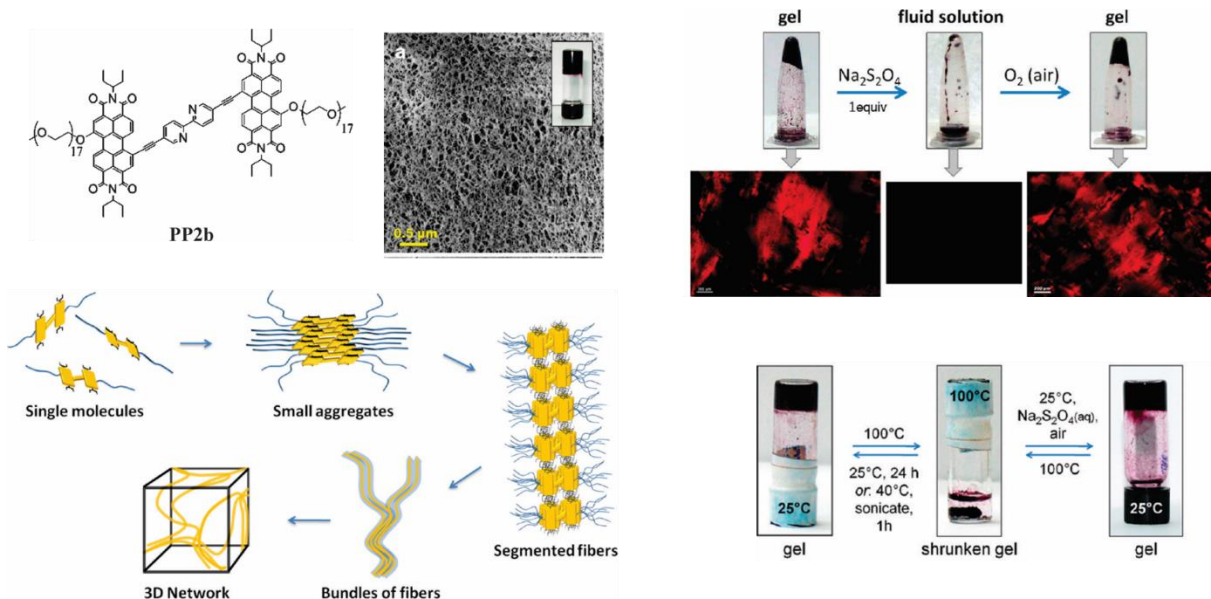 O
N
O
O
O
17
O
N
O
N
N
O
N
O
O
O
17
O
N
O
PP2b
a
0.5 μm
gel
fluid solution
gel
Na₂S₂O₄
1equiv
O₂ (air)
Single molecules
Small aggregates
Segmented fibers
Bundles of fibers
3D Network
100°C
25°C, 24 h
or: 40°C,
sonicate,
1h
25°C,
Na₂S₂O₄(aq),
air
100°C
25°C
100°C
25°C
gel
shrunken gel
gel